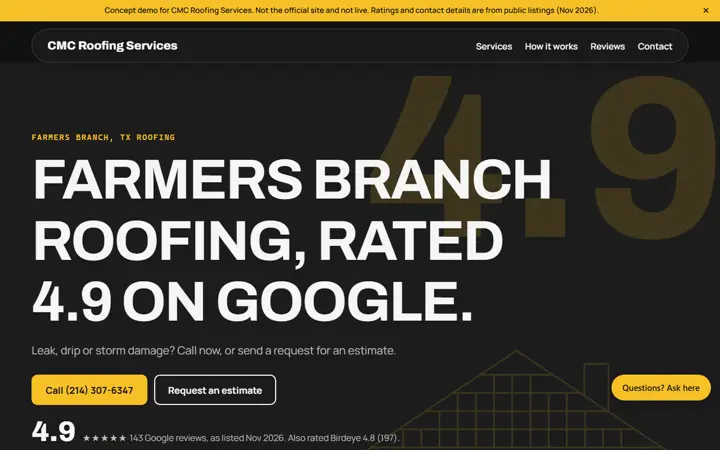 Concept demo for CMC Roofing Services. Not the official site and not live. Ratings and contact details are from public listings (Nov 2026). ✕
CMC Roofing Services
Services How it works Reviews Contact
4.9
FARMERS BRANCH, TX ROOFING
FARMERS BRANCH
ROOFING, RATED
4.9 ON GOOGLE.
Leak, drip or storm damage? Call now, or send a request for an estimate.
Call (214) 307-6347 Request an estimate
Questions? Ask here
4.9 ★★★★★ 143 Google reviews, as listed Nov 2026. Also rated Birdeye 4.8 (197).